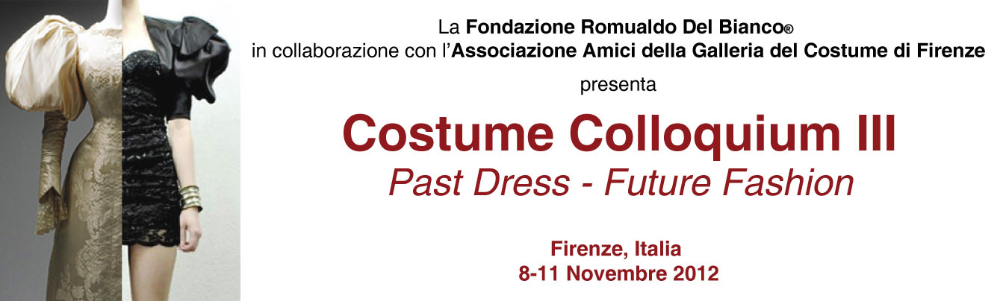 La Fondazione Romualdo Del Bianco®
in collaborazione con l'Associazione Amici della Galleria del Costume di Firenze
presenta
Costume Colloquium III
Past Dress - Future Fashion
Firenze, Italia
8-11 Novembre 2012